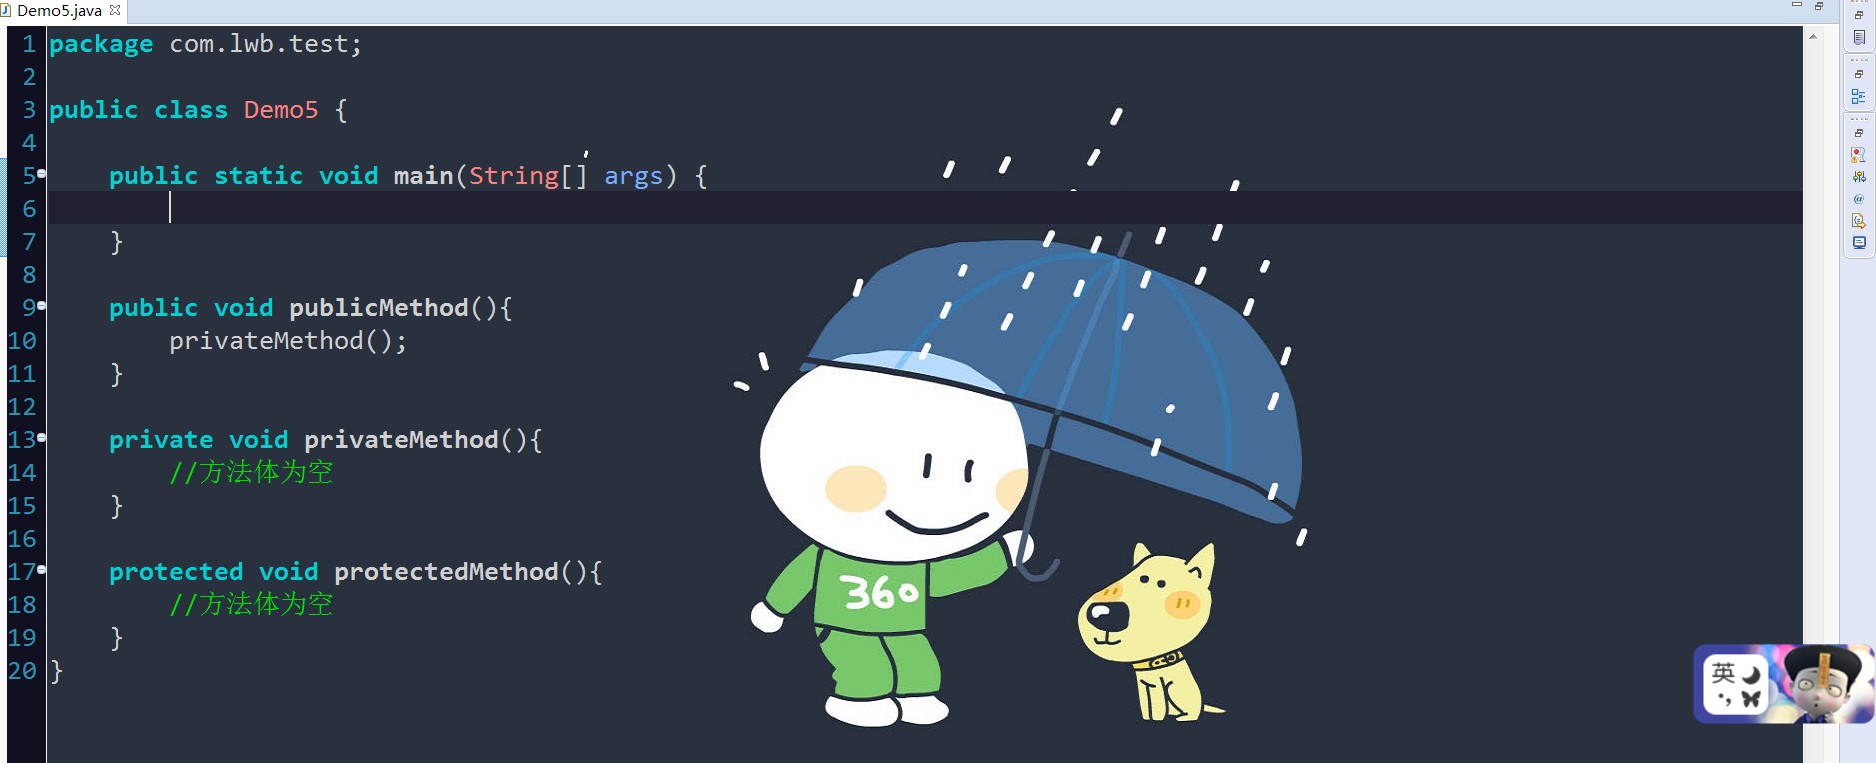 Demo5.java
1 package com.lwb.test;
2
3 public class Demo5 {
4
5 public static void main(String[] args) {
6
7 }
8
9 public void publicMethod(){
10 privateMethod();
11 }
12
13 private void privateMethod(){
14 //方法体为空
15 }
16
17 protected void protectedMethod(){
18 //方法体为空
19 }
20 }
360
英